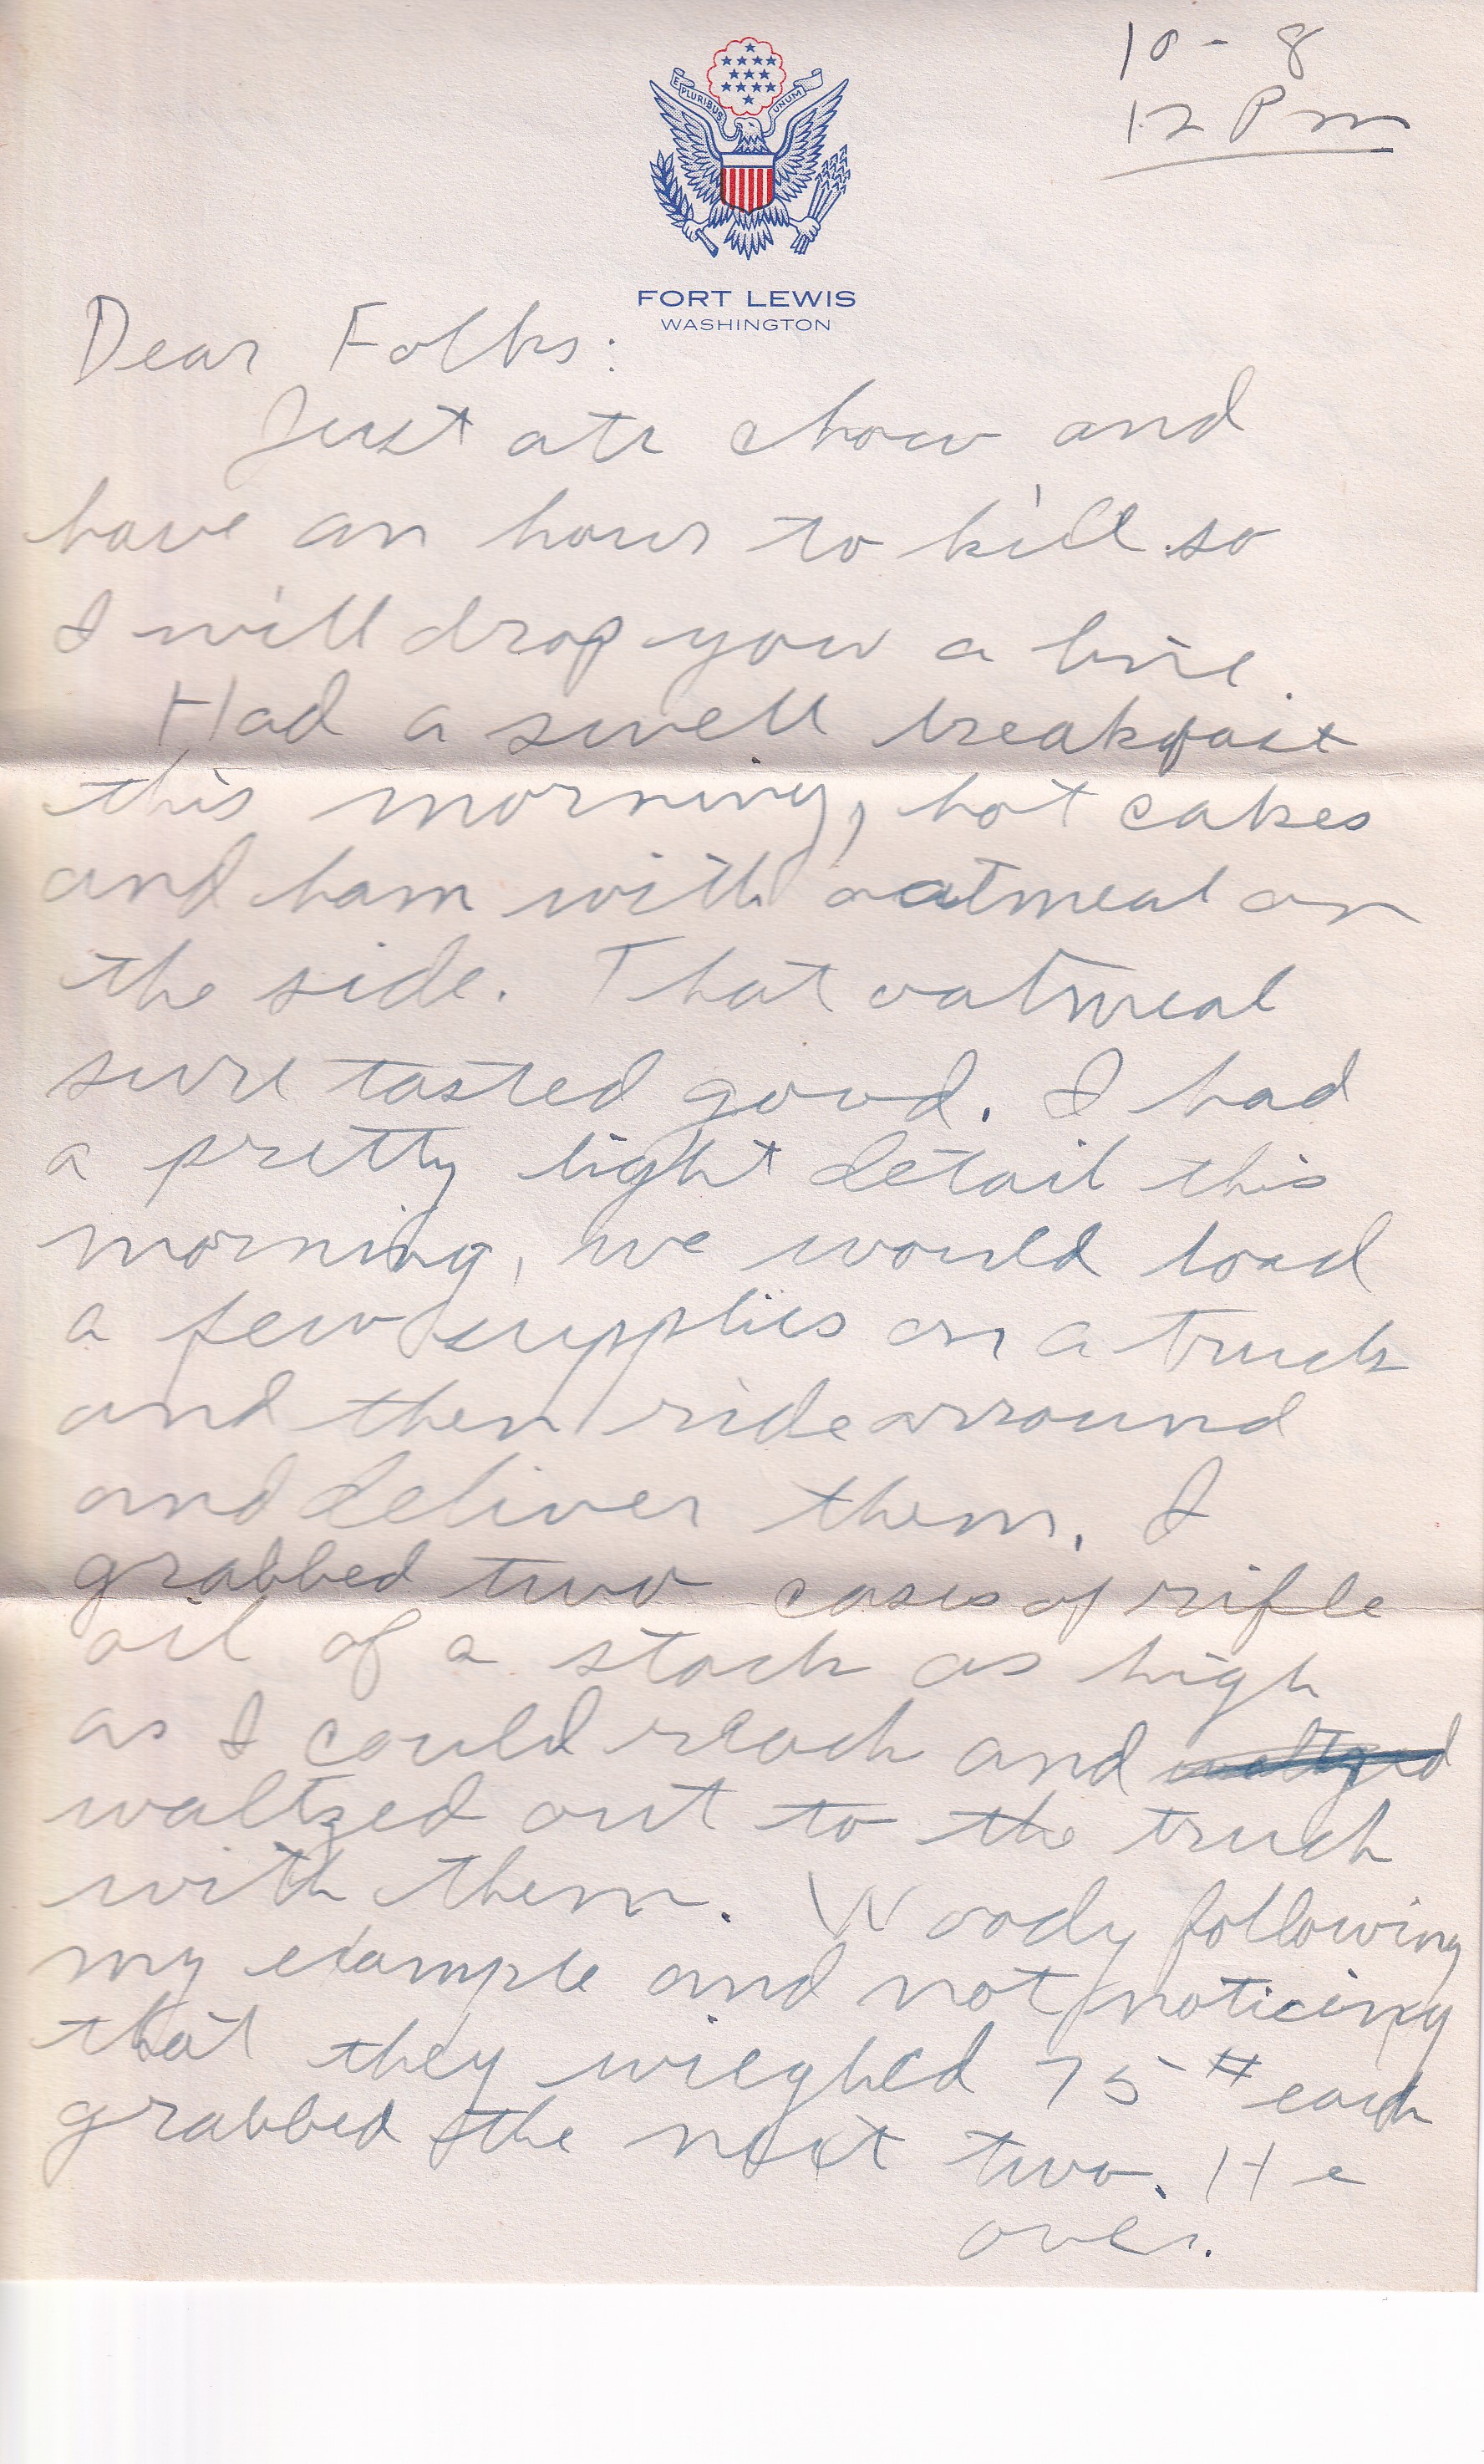 10 - 8
12 Pm
E PLURIBUS UNUM
FORT LEWIS
WASHINGTON
Dear Folks:
Just ate chow and
have an hour to kill so
I will drop you a line.
Had a swell breakfast
this morning, hot cakes
and ham with oatmeal on
the side. That oatmeal
sure tasted good. I had
a pretty light detail this
morning, we would load
a few supplies on a truck
and then ride arround
and deliver them. I
grabbed two cases of rifle
oil of a stack as high
as I could reach and waltzed
waltzed out to the truck
with them. Woody following
my example and not noticing
that they wieghed 75# each
grabbed the next two. He
over.